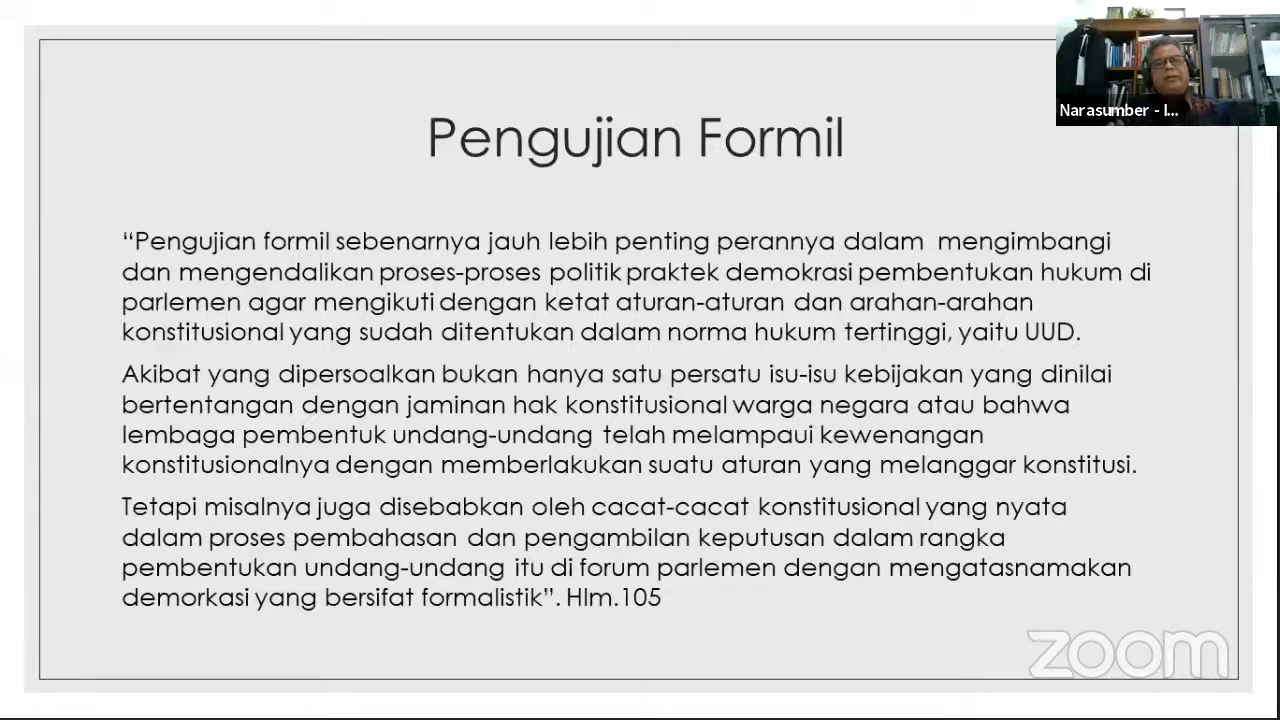 Narasumber - I...
Pengujian Formil
“Pengujian formil sebenarnya jauh lebih penting perannya dalam mengimbangi
dan mengendalikan proses-proses politik praktek demokrasi pembentukan hukum di
parlemen agar mengikuti dengan ketat aturan-aturan dan arahan-arahan
konstitusional yang sudah ditentukan dalam norma hukum tertinggi, yaitu UUD.
Akibat yang dipersoalkan bukan hanya satu persatu isu-isu kebijakan yang dinilai
bertentangan dengan jaminan hak konstitusional warga negara atau bahwa
lembaga pembentuk undang-undang telah melampaui kewenangan
konstitusionalnya dengan memberlakukan suatu aturan yang melanggar konstitusi.
Tetapi misalnya juga disebabkan oleh cacat-cacat konstitusional yang nyata
dalam proses pembahasan dan pengambilan keputusan dalam rangka
pembentukan undang-undang itu di forum parlemen dengan mengatasnamakan
demorkasi yang bersifat formalistik”. Hlm.105
zoom